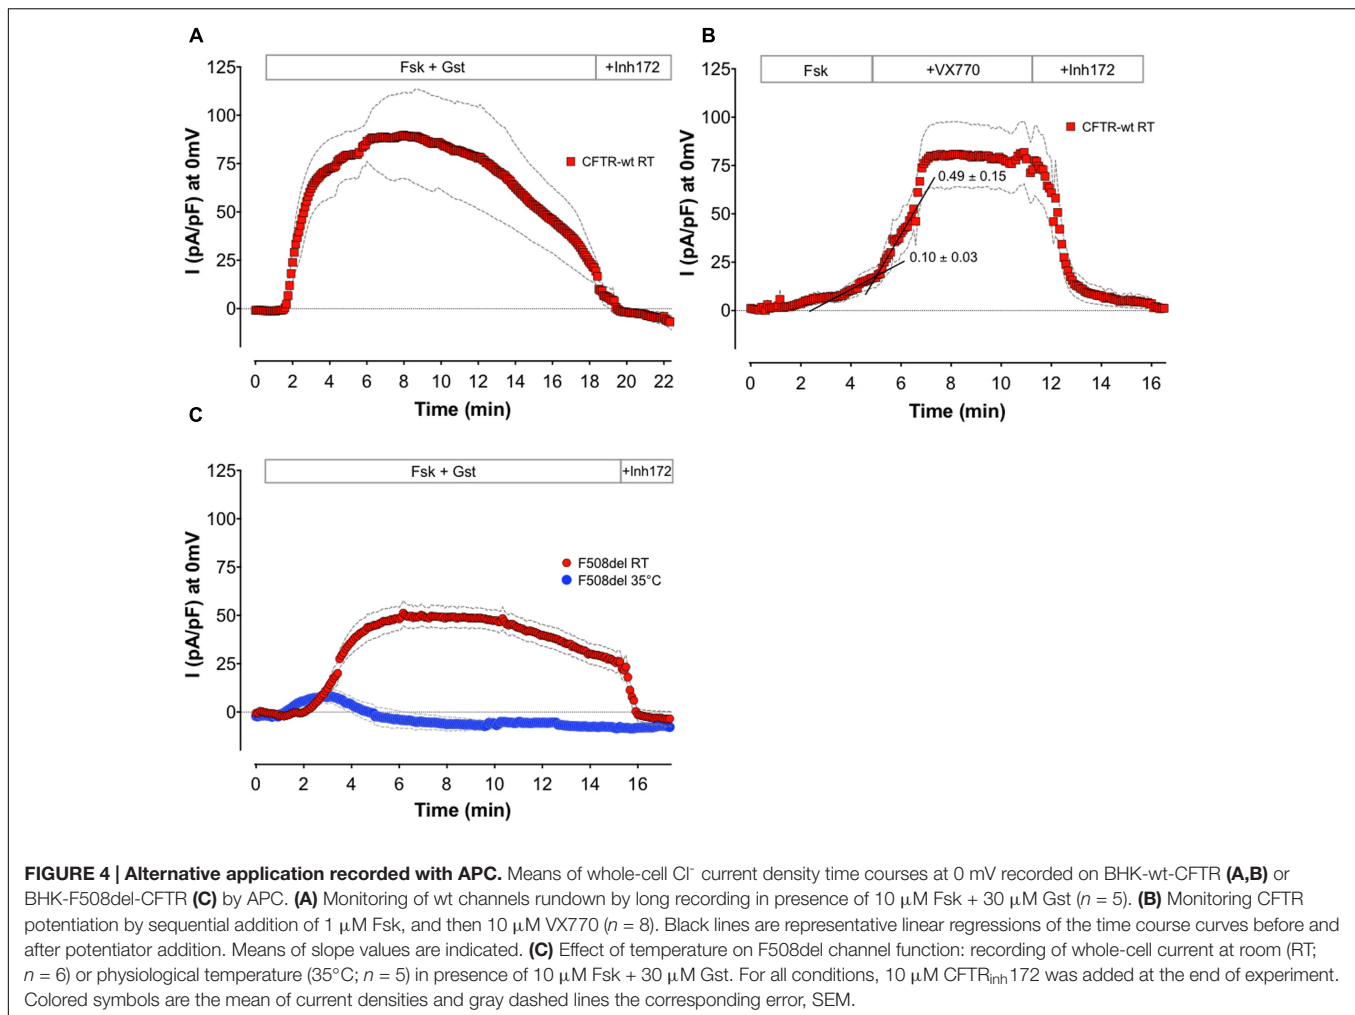 A
Fsk + Gst
+Inh172
125
100
75
50
25
0
I (pA/pF) at 0mV
CFTR-wt RT
0 2 4 6 8 10 12 14 16 18 20 22
Time (min)
B
Fsk
+VX770
+Inh172
125
100
75
50
25
0
I (pA/pF) at 0mV
CFTR-wt RT
0.49 ± 0.15
0.10 ± 0.03
0 2 4 6 8 10 12 14 16
Time (min)
C
Fsk + Gst
+Inh172
125
100
75
50
25
0
I (pA/pF) at 0mV
F508del RT
F508del 35°C
0 2 4 6 8 10 12 14 16
Time (min)
FIGURE 4 | Alternative application recorded with APC. Means of whole-cell Cl⁻ current density time courses at 0 mV recorded on BHK-wt-CFTR (A,B) or
BHK-F508del-CFTR (C) by APC. (A) Monitoring of wt channels rundown by long recording in presence of 10 μM Fsk + 30 μM Gst (n = 5). (B) Monitoring CFTR
potentiation by sequential addition of 1 μM Fsk, and then 10 μM VX770 (n = 8). Black lines are representative linear regressions of the time course curves before and
after potentiator addition. Means of slope values are indicated. (C) Effect of temperature on F508del channel function: recording of whole-cell current at room (RT;
n = 6) or physiological temperature (35°C; n = 5) in presence of 10 μM Fsk + 30 μM Gst. For all conditions, 10 μM CFTRinh172 was added at the end of experiment.
Colored symbols are the mean of current densities and gray dashed lines the corresponding error, SEM.